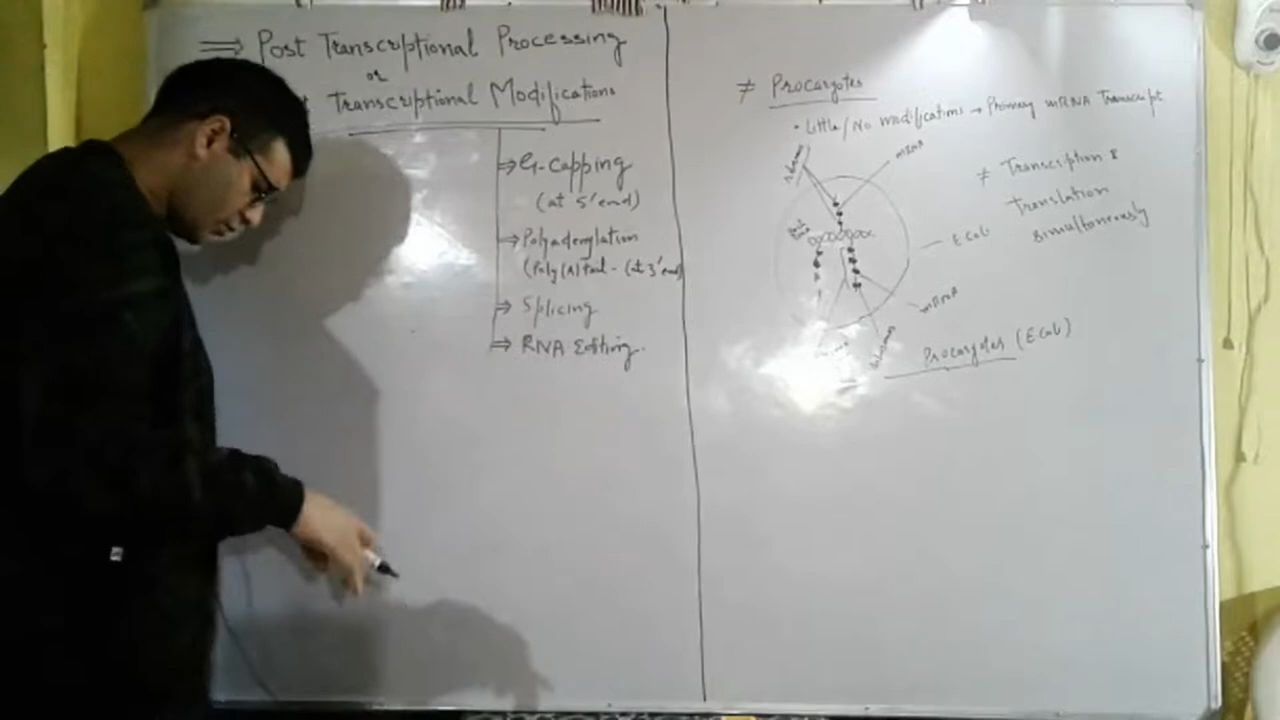 ⇒ Post Transcriptional Processing
or
Transcriptional Modifications
⇒ G-capping
(at 5'end)
⇒ Polyadenylation
(Poly(A) tail - (at 3'end)
⇒ Splicing
⇒ RNA Editing.
≠ Procaryotes
• Little/No modifications → Primary mRNA Transcript
mRNA
≠ Transcription &
Translation
simultaneously
E Coli
mRNA
Procaryotes (E Coli)